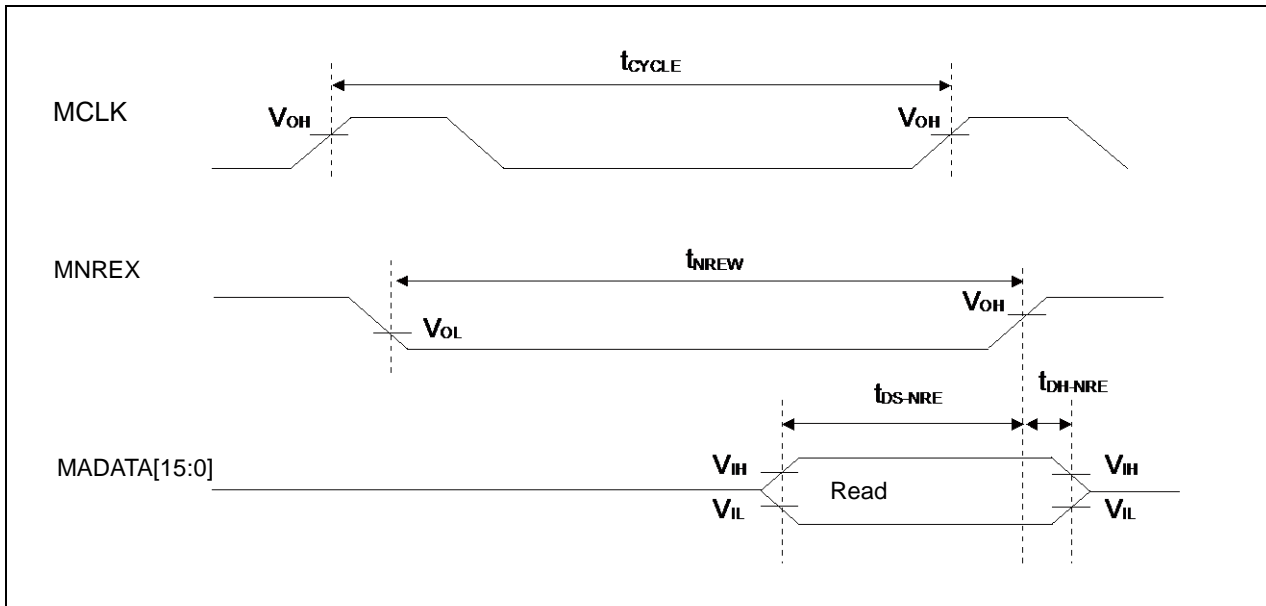 tCYCLE
MCLK
VOH VOH
tNREW
MNREX
VOH
VOL
tDS-NRE tDH-NRE
MADATA[15:0]
VIH VIH
Read
VIL VIL